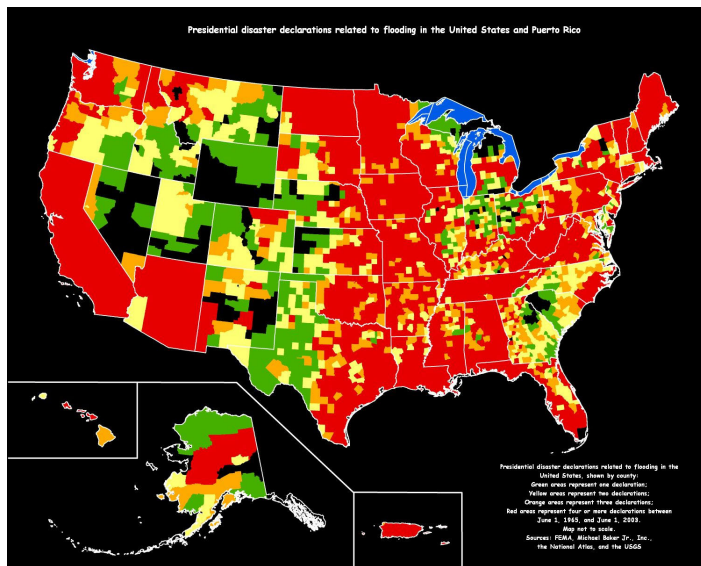 Presidential disaster declarations related to flooding in the United States and Puerto Rico
Presidential disaster declarations related to flooding in the
United States, shown by county:
Green areas represent one declaration;
Yellow areas represent two declarations;
Orange areas represent three declarations;
Red areas represent four or more declarations between
June 1, 1965, and June 1, 2003.
Map not to scale.
Sources: FEMA, Michael Baker Jr., Inc.,
the National Atlas, and the USGS